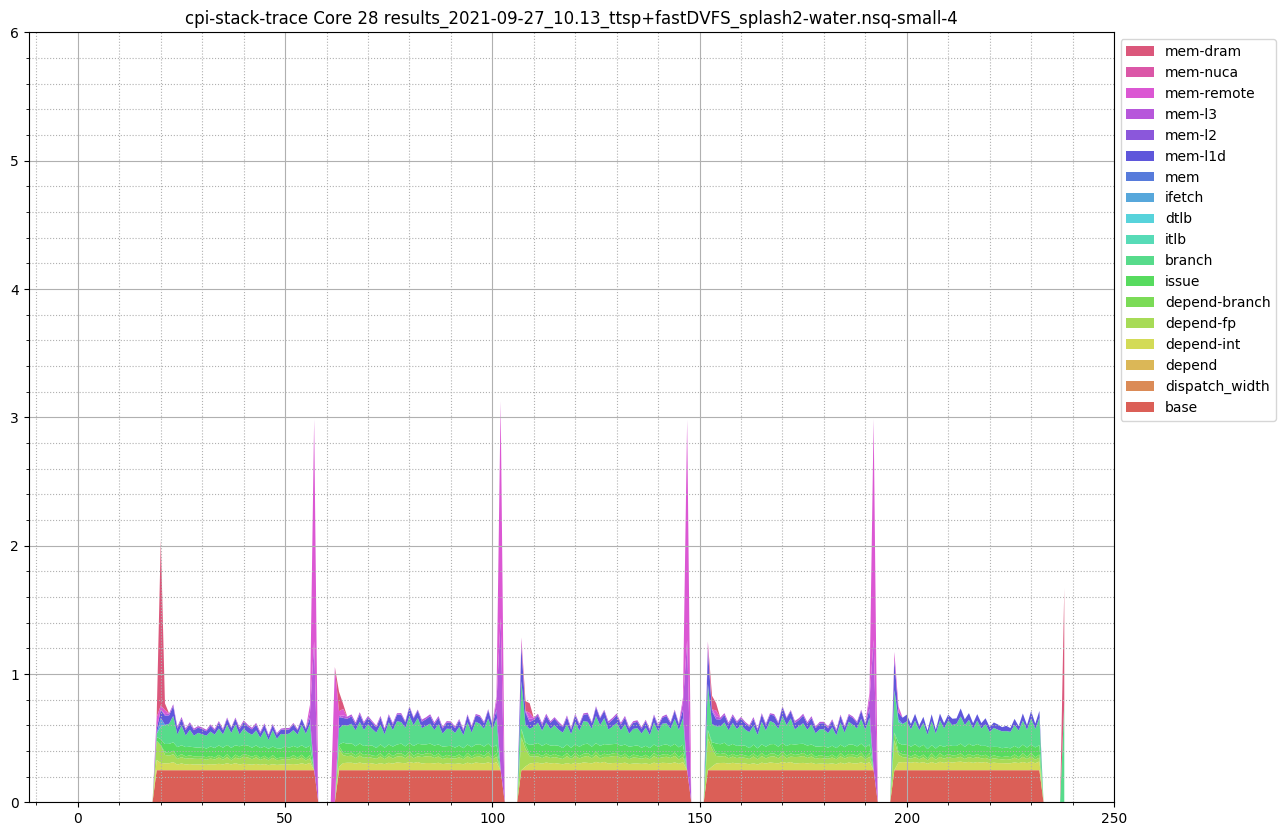 cpi-stack-trace Core 28 results_2021-09-27_10.13_ttsp+fastDVFS_splash2-water.nsq-small-4
6
5
4
3
2
1
0
0
50
100
150
200
250
mem-dram
mem-nuca
mem-remote
mem-l3
mem-l2
mem-l1d
mem
ifetch
dtlb
itlb
branch
issue
depend-branch
depend-fp
depend-int
depend
dispatch_width
base